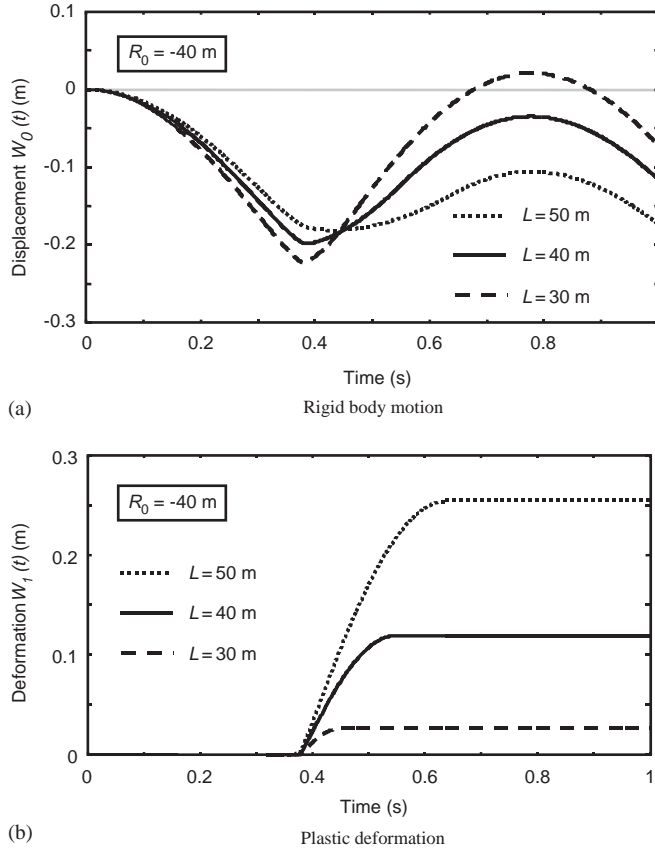 0.1
R0 = -40 m
0
-0.1
-0.2
-0.3
Displacement W0 (t) (m)
L= 50 m
L= 40 m
L= 30 m
0 0.2 0.4 0.6 0.8
Time (s)
(a)
Rigid body motion
0.3
R0 = -40 m
0.2
0.1
0
Deformation W1 (t) (m)
L= 50 m
L= 40 m
L= 30 m
0 0.2 0.4 0.6 0.8 1
Time (s)
(b)
Plastic deformation